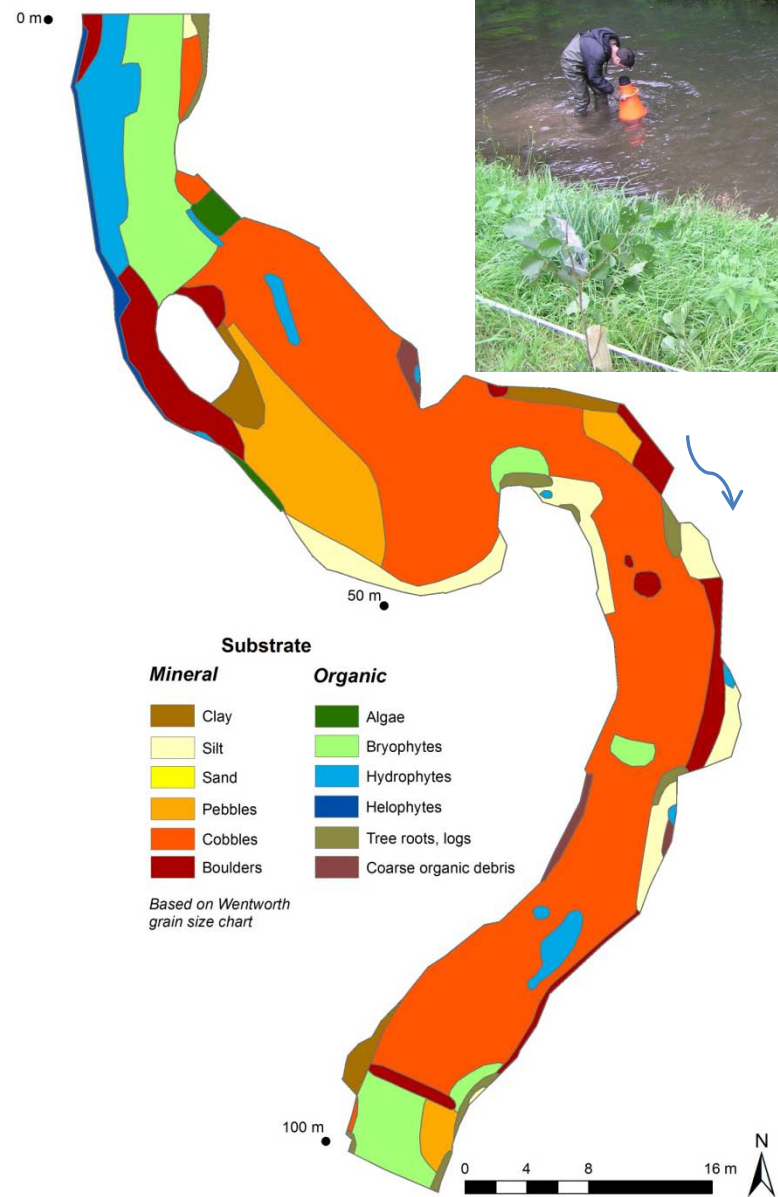 0 m
50 m
Substrate
Mineral
Organic
Clay
Silt
Sand
Pebbles
Cobbles
Boulders
Algae
Bryophytes
Hydrophytes
Helophytes
Tree roots, logs
Coarse organic debris
Based on Wentworth
grain size chart
100 m
0 4 8 16 m
N